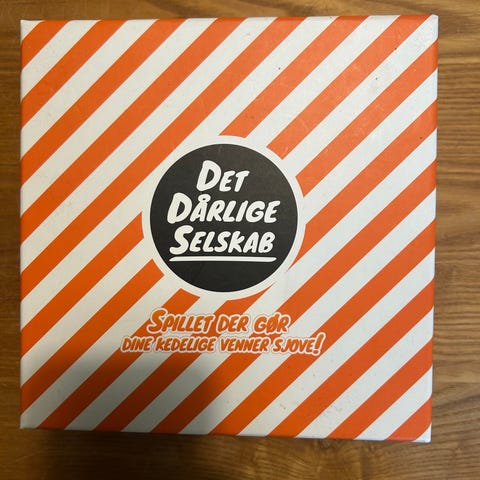 DET
DÅRLIGE
SELSKAB
SPILLET DER GØR
DINE KEDELIGE VENNER SJOVE!